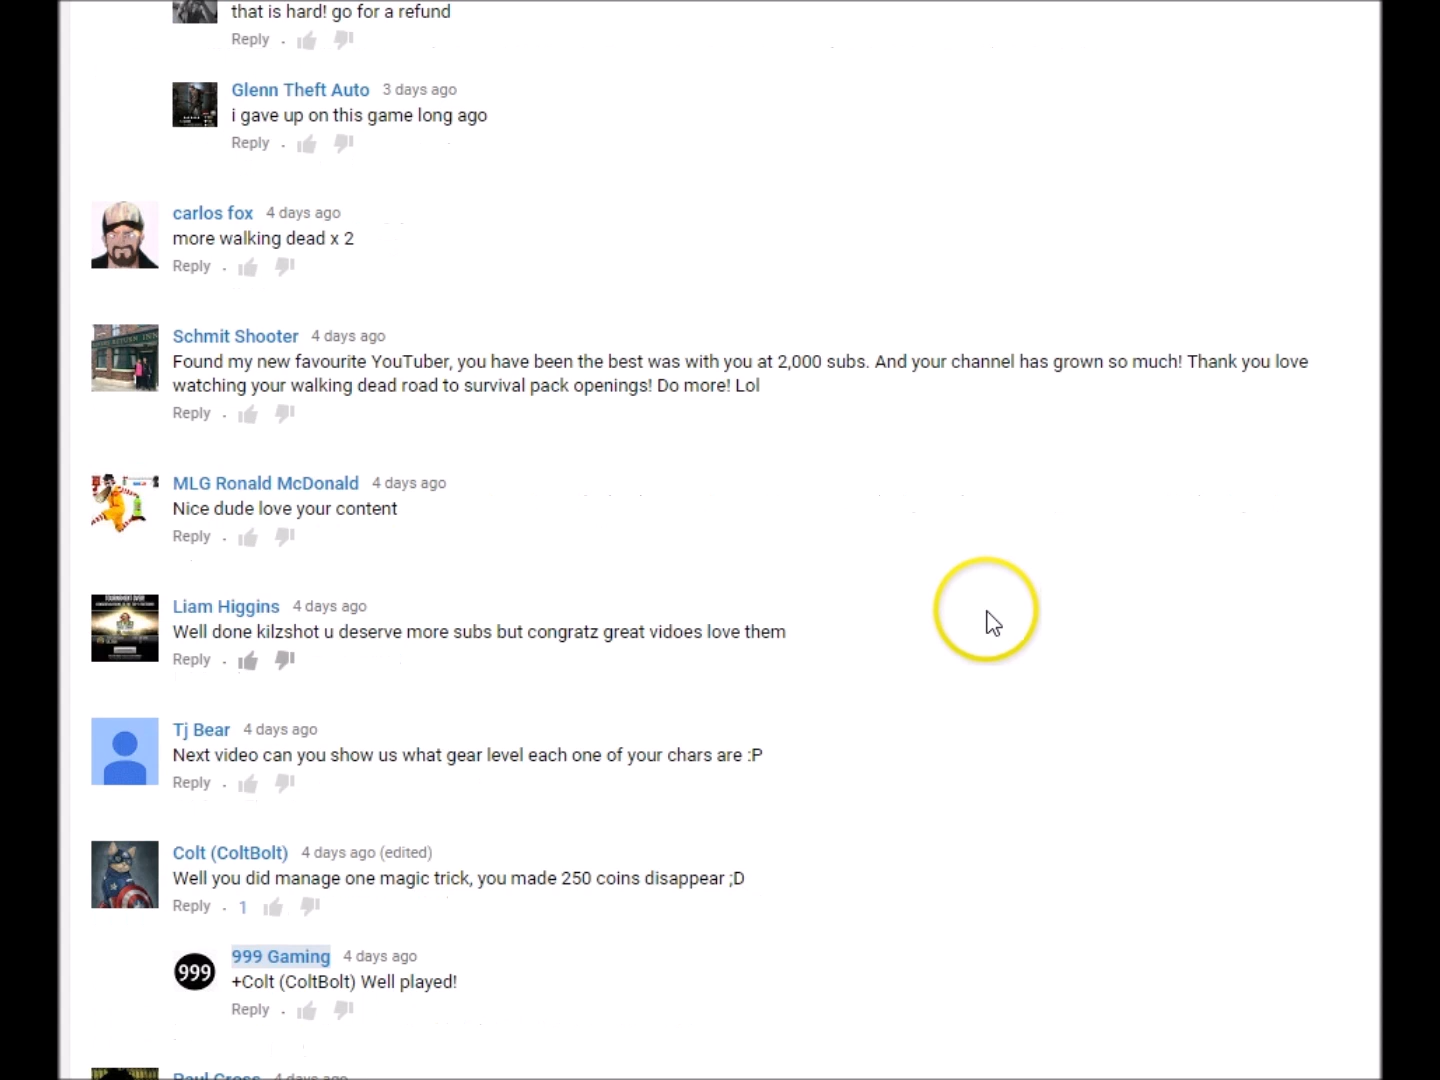 that is hard! go for a refund
Reply .
Glenn Theft Auto 3 days ago
i gave up on this game long ago
Reply .
carlos fox 4 days ago
more walking dead x 2
Reply .
Schmit Shooter 4 days ago
Found my new favourite YouTuber, you have been the best was with you at 2,000 subs. And your channel has grown so much! Thank you love
watching your walking dead road to survival pack openings! Do more! Lol
Reply .
MLG Ronald McDonald 4 days ago
Nice dude love your content
Reply .
Liam Higgins 4 days ago
Well done kilzshot u deserve more subs but congratz great vidoes love them
Reply .
Tj Bear 4 days ago
Next video can you show us what gear level each one of your chars are :P
Reply .
Colt (ColtBolt) 4 days ago (edited)
Well you did manage one magic trick, you made 250 coins disappear ;D
Reply . 1
999 Gaming 4 days ago
999
+Colt (ColtBolt) Well played!
Reply .
Paul Cross 4 days ago